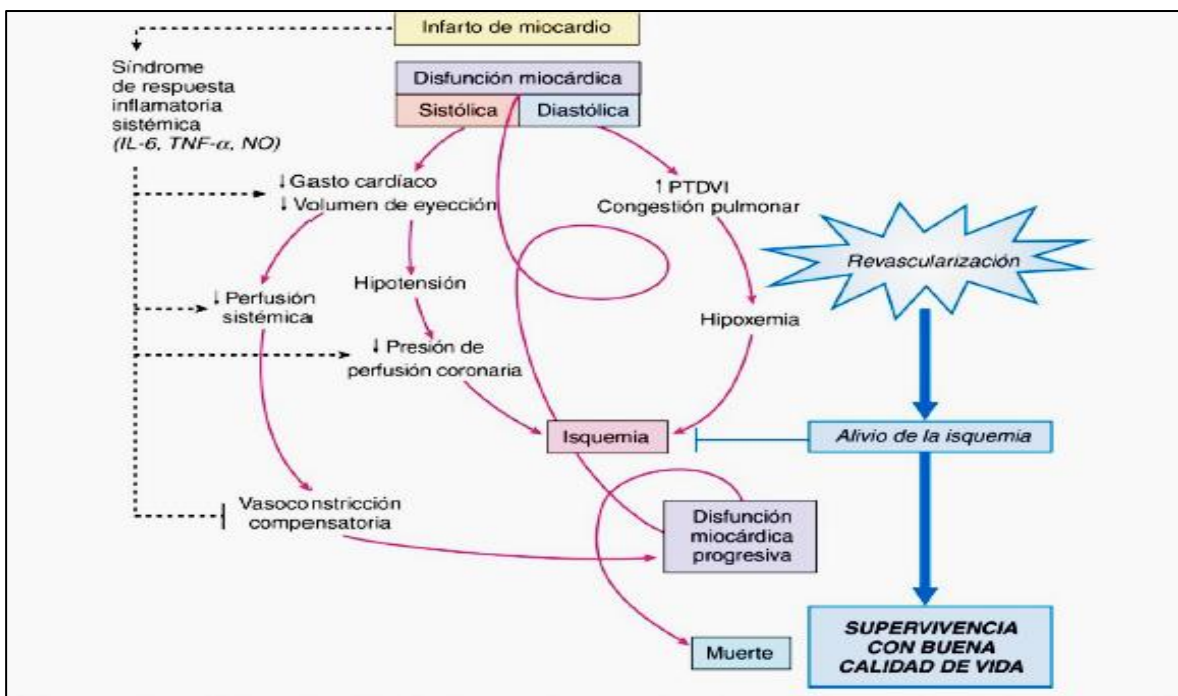 Infarto de miocardio
Síndrome
de respuesta
inflamatoria
sistémica
(IL-6, TNF-α, NO)
Disfunción miocárdica
Sistólica
Diastólica
↓ Gasto cardíaco
↓ Volumen de eyección
↑ PTDVI
Congestión pulmonar
Revascularización
Hipotensión
↓ Perfusión
sistémica
Hipoxemia
↓ Presión de
perfusión coronaria
Isquemia
Alivio de la isquemia
Vasoconstricción
compensatoria
Disfunción
miocárdica
progresiva
Muerte
SUPERVIVENCIA
CON BUENA
CALIDAD DE VIDA